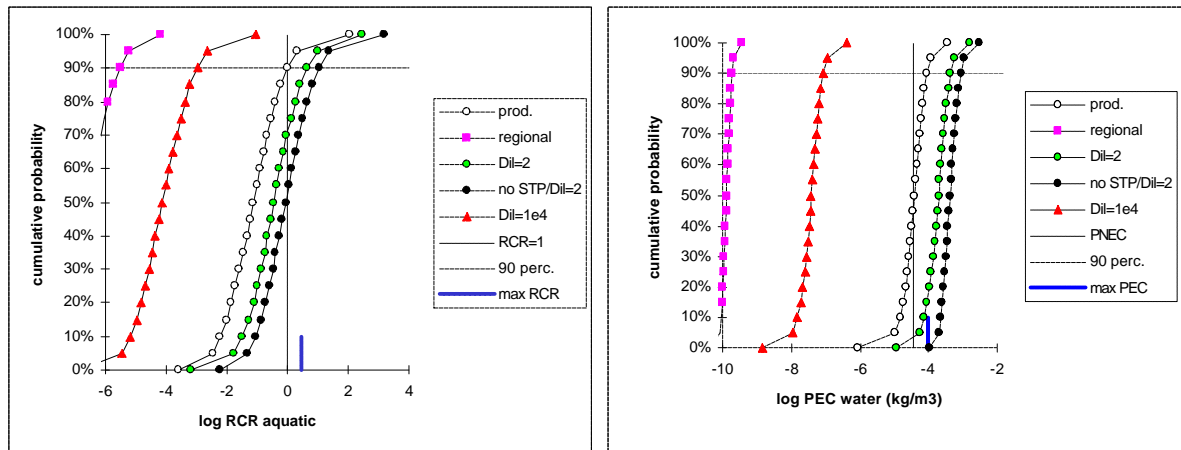 cumulative probability
100%
90%
80%
70%
60%
50%
40%
30%
20%
10%
0%
-6
-4
-2
0
2
4
log RCR aquatic
prod.
regional
Dil=2
no STP/Dil=2
Dil=1e4
RCR=1
90 perc.
max RCR
cumulative probability
100%
90%
80%
70%
60%
50%
40%
30%
20%
10%
0%
-10
-8
-6
-4
-2
log PEC water (kg/m3)
prod.
regional
Dil=2
no STP/Dil=2
Dil=1e4
PNEC
90 perc.
max PEC